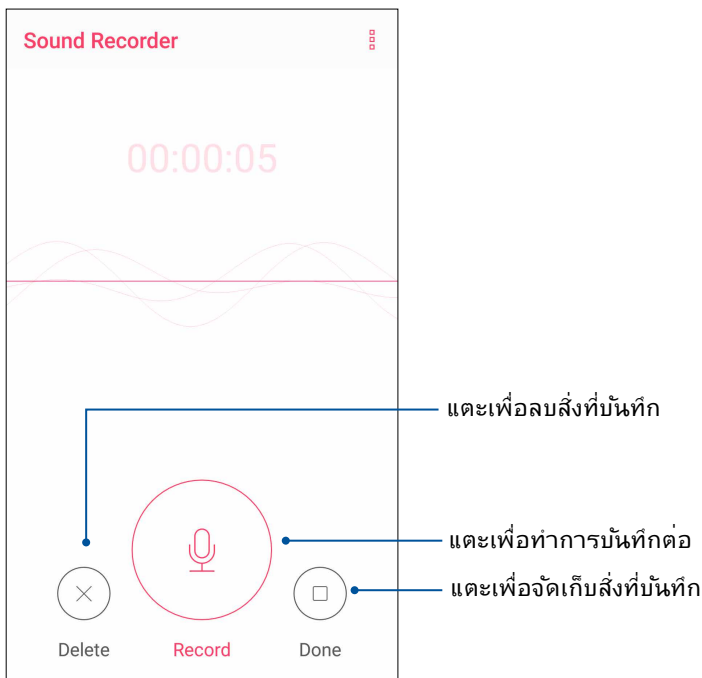 Sound Recorder
00:00:05
แตะเพื่อลบสิ่งที่บันทึก
แตะเพื่อทำการบันทึกต่อ
แตะเพื่อจัดเก็บสิ่งที่บันทึก
Delete Record Done